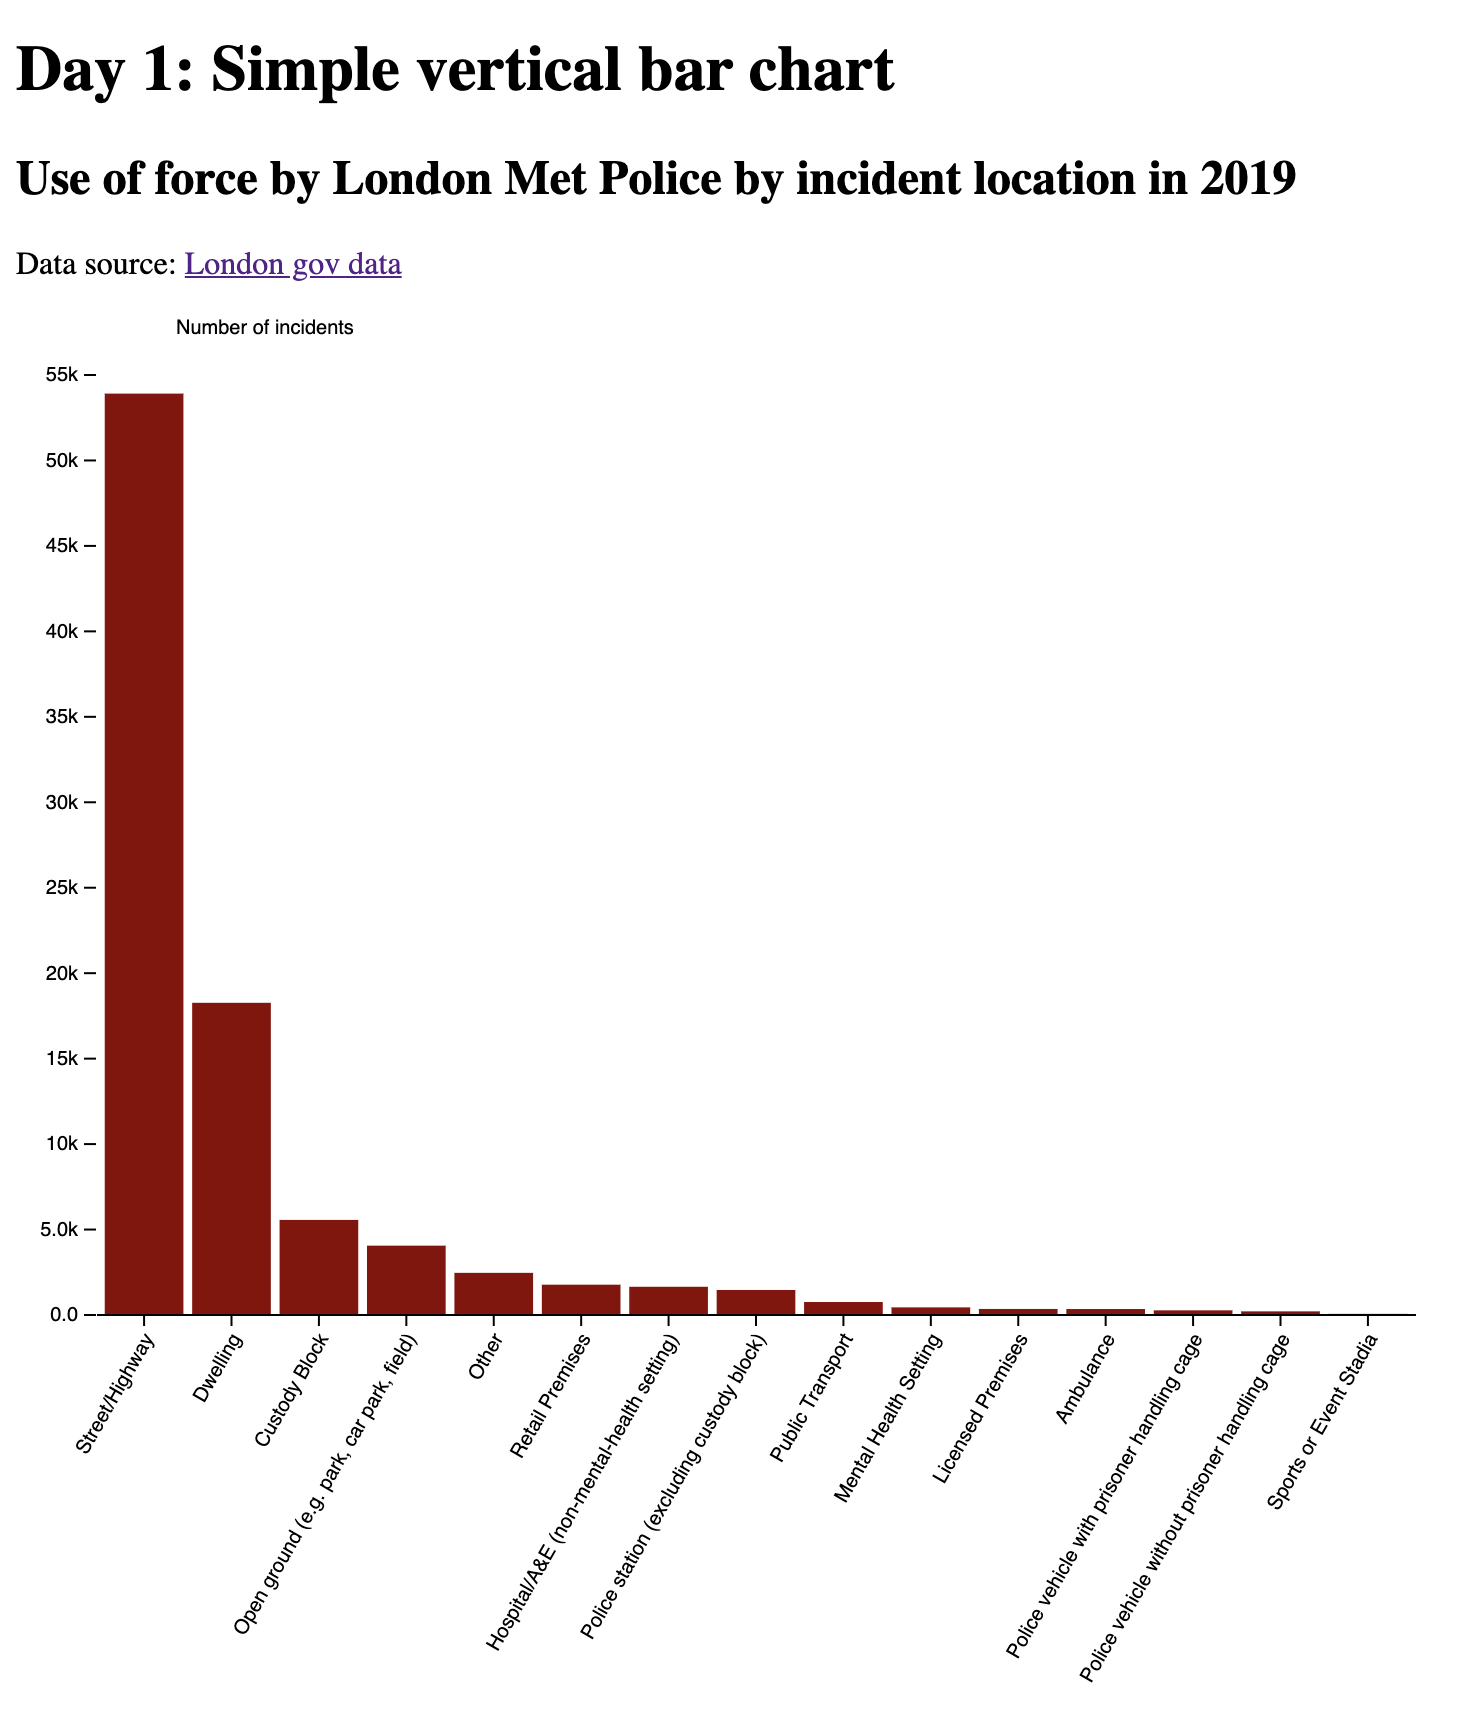 Day 1: Simple vertical bar chart
Use of force by London Met Police by incident location in 2019
Data source: London gov data
Number of incidents
55k
50k
45k
40k
35k
30k
25k
20k
15k
10k
5.0k
0.0
Street/Highway
Dwelling
Custody Block
Open ground (e.g. park, car park, field)
Other
Retail Premises
Hospital/A&E (non-mental-health setting)
Police station (excluding custody block)
Public Transport
Mental Health Setting
Licensed Premises
Ambulance
Police vehicle with prisoner handling cage
Police vehicle without prisoner handling cage
Sports or Event Stadia